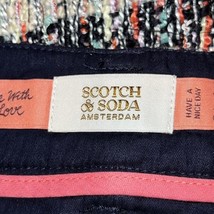 e With
Love
SCOTCH
& SODA
AMSTERDAM
HAVE A
NICE DAY